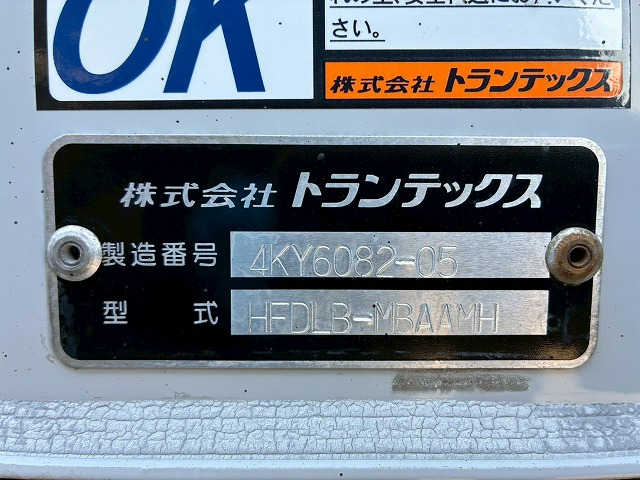 OK
さい。
株式会社 トランテックス
株式会社 トランテックス
製造番号 4KY6082-05
型 式 HFDLB-MBAAMH